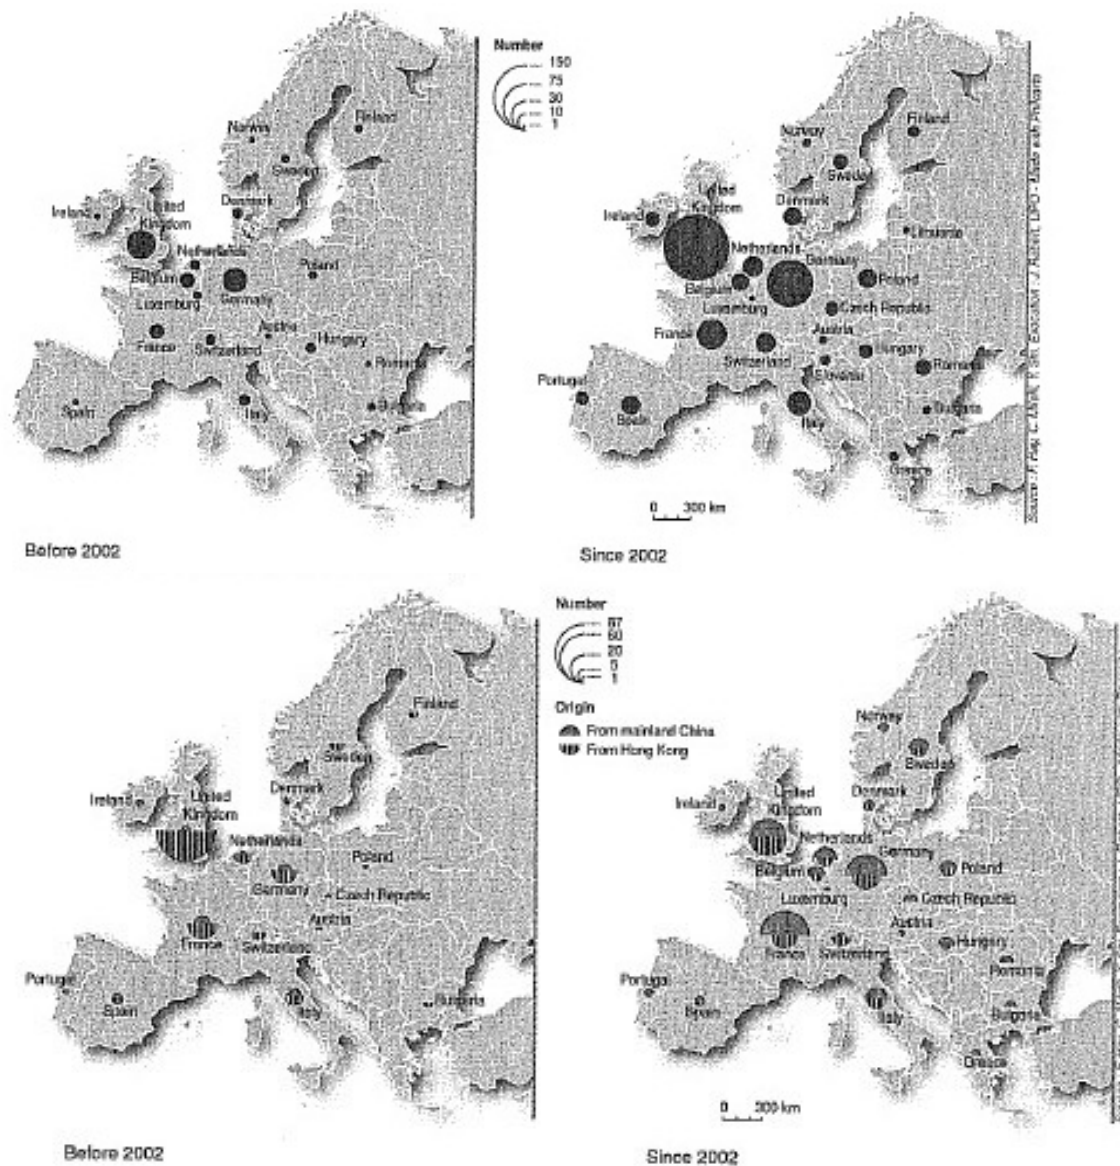 Number
150
75
30
10
1
Norway
Finland
Sweden
Ireland
United
Kingdom
Denmark
Netherlands
Belgium
Luxemburg
Germany
Poland
France
Switzerland
Austria
Hungary
Romania
Spain
Italy
Bulgaria
Before 2002
Norway
Finland
Sweden
Ireland
United
Kingdom
Denmark
Lithuania
Netherlands
Germany
Belgium
Luxemburg
Poland
Czech Republic
France
Austria
Switzerland
Hungary
Slovenia
Romania
Portugal
Spain
Italy
Bulgaria
Greece
0 300 km
Since 2002
Number
60
20
5
1
Origin
From mainland China
From Hong Kong
Finland
Sweden
Denmark
Ireland
United
Kingdom
Netherlands
Germany
Poland
Czech Republic
Austria
France
Switzerland
Portugal
Spain
Italy
Bulgaria
Before 2002
Norway
Sweden
Denmark
Ireland
United
Kingdom
Netherlands
Germany
Belgium
Poland
Luxemburg
Czech Republic
Austria
France
Switzerland
Hungary
Romania
Portugal
Spain
Italy
Bulgaria
Greece
0 300 km
Since 2002